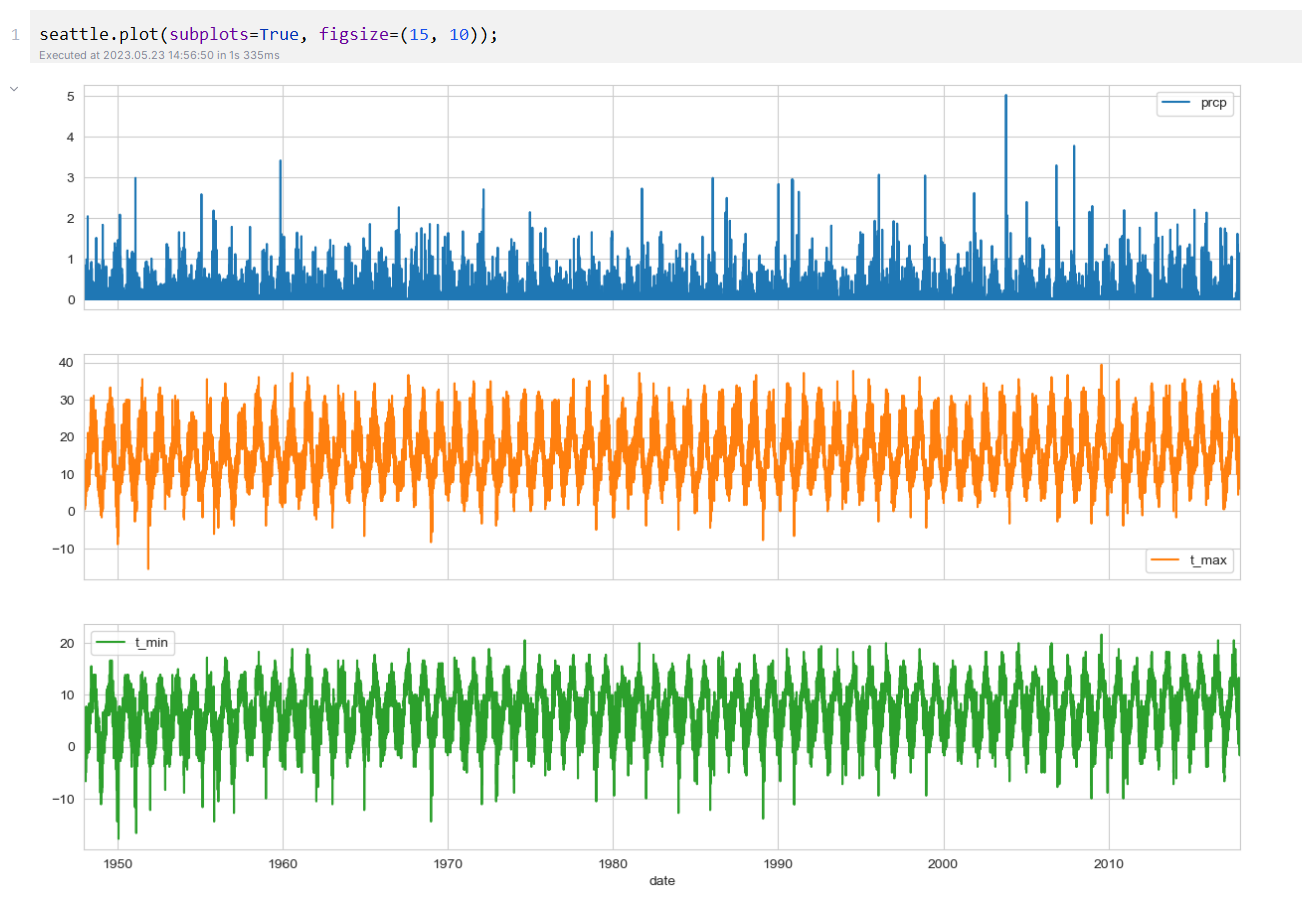 1 seattle.plot(subplots=True, figsize=(15, 10));
Executed at 2023.05.23 14:56:50 in 1s 335ms
prcp
5
4
3
2
1
0
40
30
20
10
0
−10
t_max
t_min
20
10
0
−10
1950 1960 1970 1980 1990 2000 2010
date